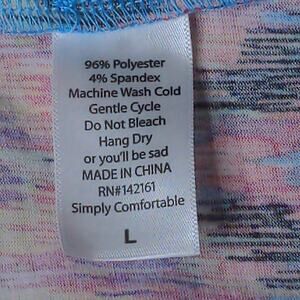 96% Polyester
4% Spandex
Machine Wash Cold
Gentle Cycle
Do Not Bleach
Hang Dry
or you'll be sad
MADE IN CHINA
RN#142161
Simply Comfortable
L